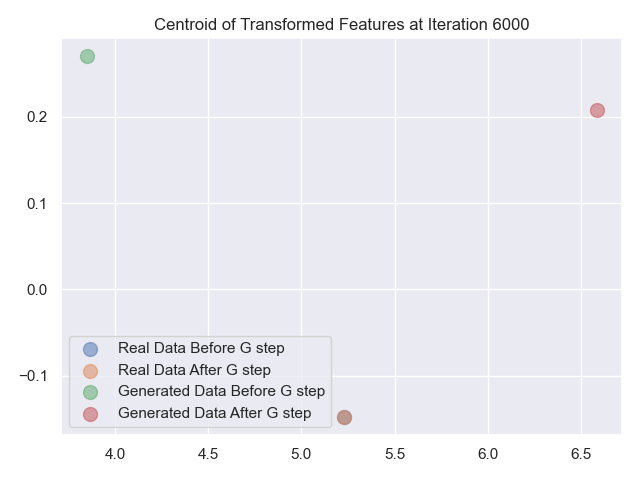 Centroid of Transformed Features at Iteration 6000
0.2
0.1
0.0
−0.1
Real Data Before G step
Real Data After G step
Generated Data Before G step
Generated Data After G step
4.0 4.5 5.0 5.5 6.0 6.5